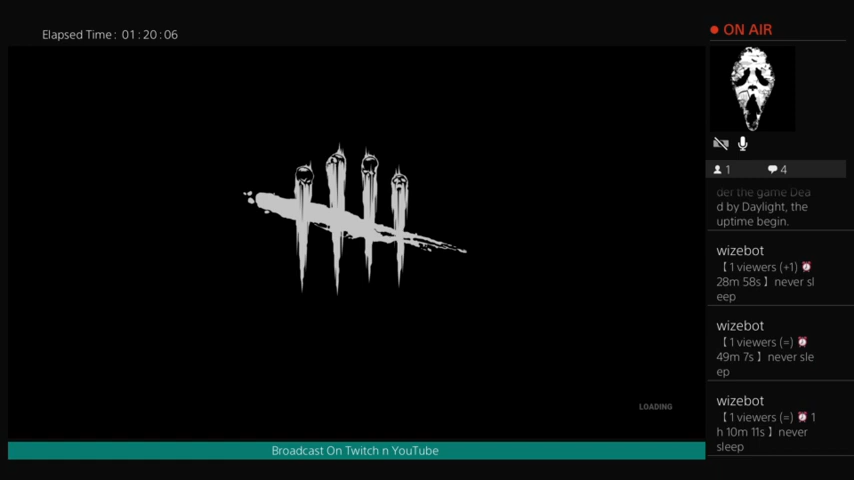 Elapsed Time : 01:20:06
ON AIR
1
4
der the game Dea
d by Daylight, the
uptime begin.
wizebot
【1 viewers (+1) ⏰
28m 58s】never sl
eep
wizebot
【1 viewers (=) ⏰
49m 7s】never sle
ep
wizebot
【1 viewers (=) ⏰ 1
h 10m 11s】never
sleep
LOADING
Broadcast On Twitch n YouTube